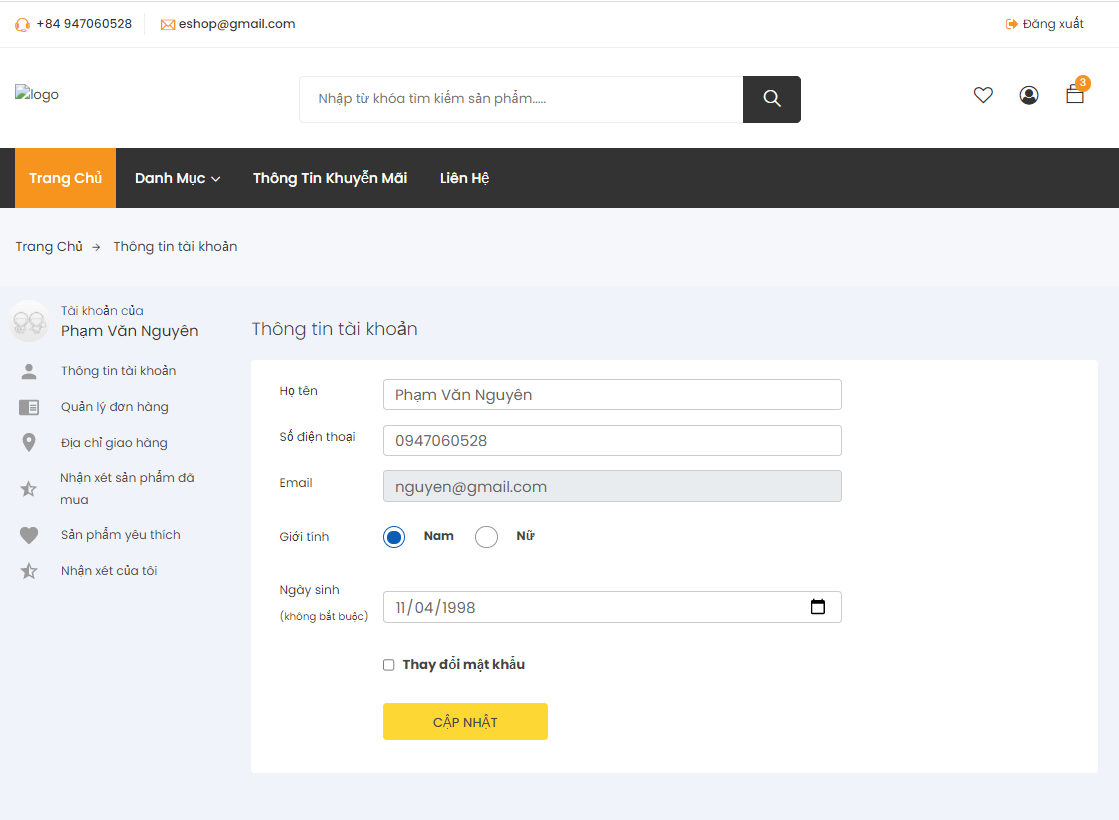 +84 947060528 eshop@gmail.com Đăng xuất
logo Nhập từ khóa tìm kiếm sản phẩm..... 3
Trang Chủ Danh Mục Thông Tin Khuyễn Mãi Liên Hệ
Trang Chủ → Thông tin tài khoản
Tài khoản của
Phạm Văn Nguyên
Thông tin tài khoản
Quản lý đơn hàng
Địa chỉ giao hàng
Nhận xét sản phẩm đã
mua
Sản phẩm yêu thích
Nhận xét của tôi
Thông tin tài khoản
Họ tên Phạm Văn Nguyên
Số điện thoại 0947060528
Email nguyen@gmail.com
Giới tính Nam Nữ
Ngày sinh
(không bắt buộc) 11/04/1998
Thay đổi mật khẩu
CẬP NHẬT